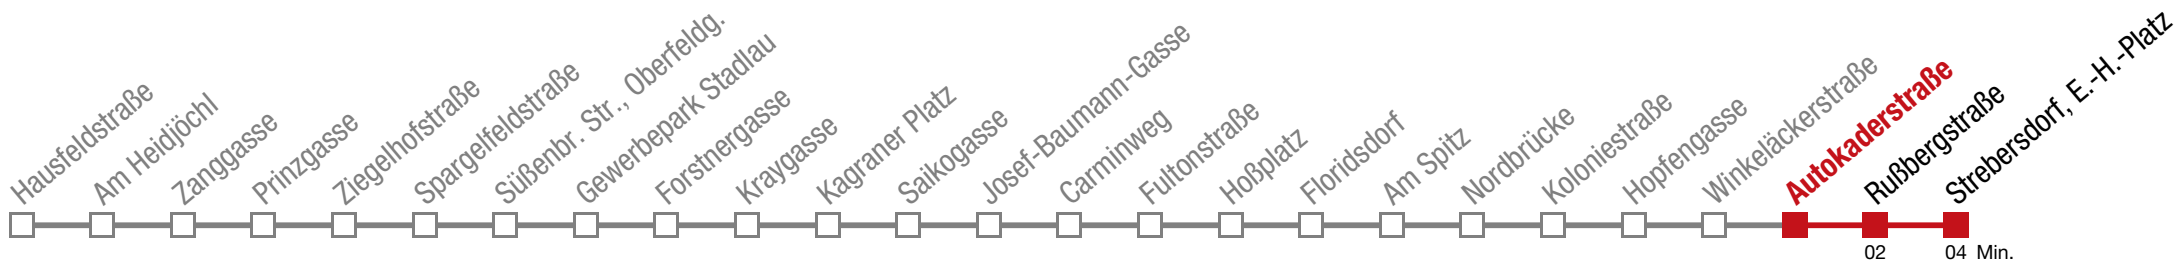 Hausfeldstraße
Am Heidjöchl
Zanggasse
Prinzgasse
Ziegelhofstraße
Spargelfeldstraße
Süßenbr. Str., Oberfeldg.
Gewerbepark Stadlau
Forstnergasse
Kraygasse
Kagraner Platz
Saikogasse
Josef-Baumann-Gasse
Carminweg
Fultonstraße
Hoßplatz
Floridsdorf
Am Spitz
Nordbrücke
Koloniestraße
Hopfengasse
Winkeläckerstraße
Autokaderstraße
Rußbergstraße
Strebersdorf, E.-H.-Platz
02 04 Min.